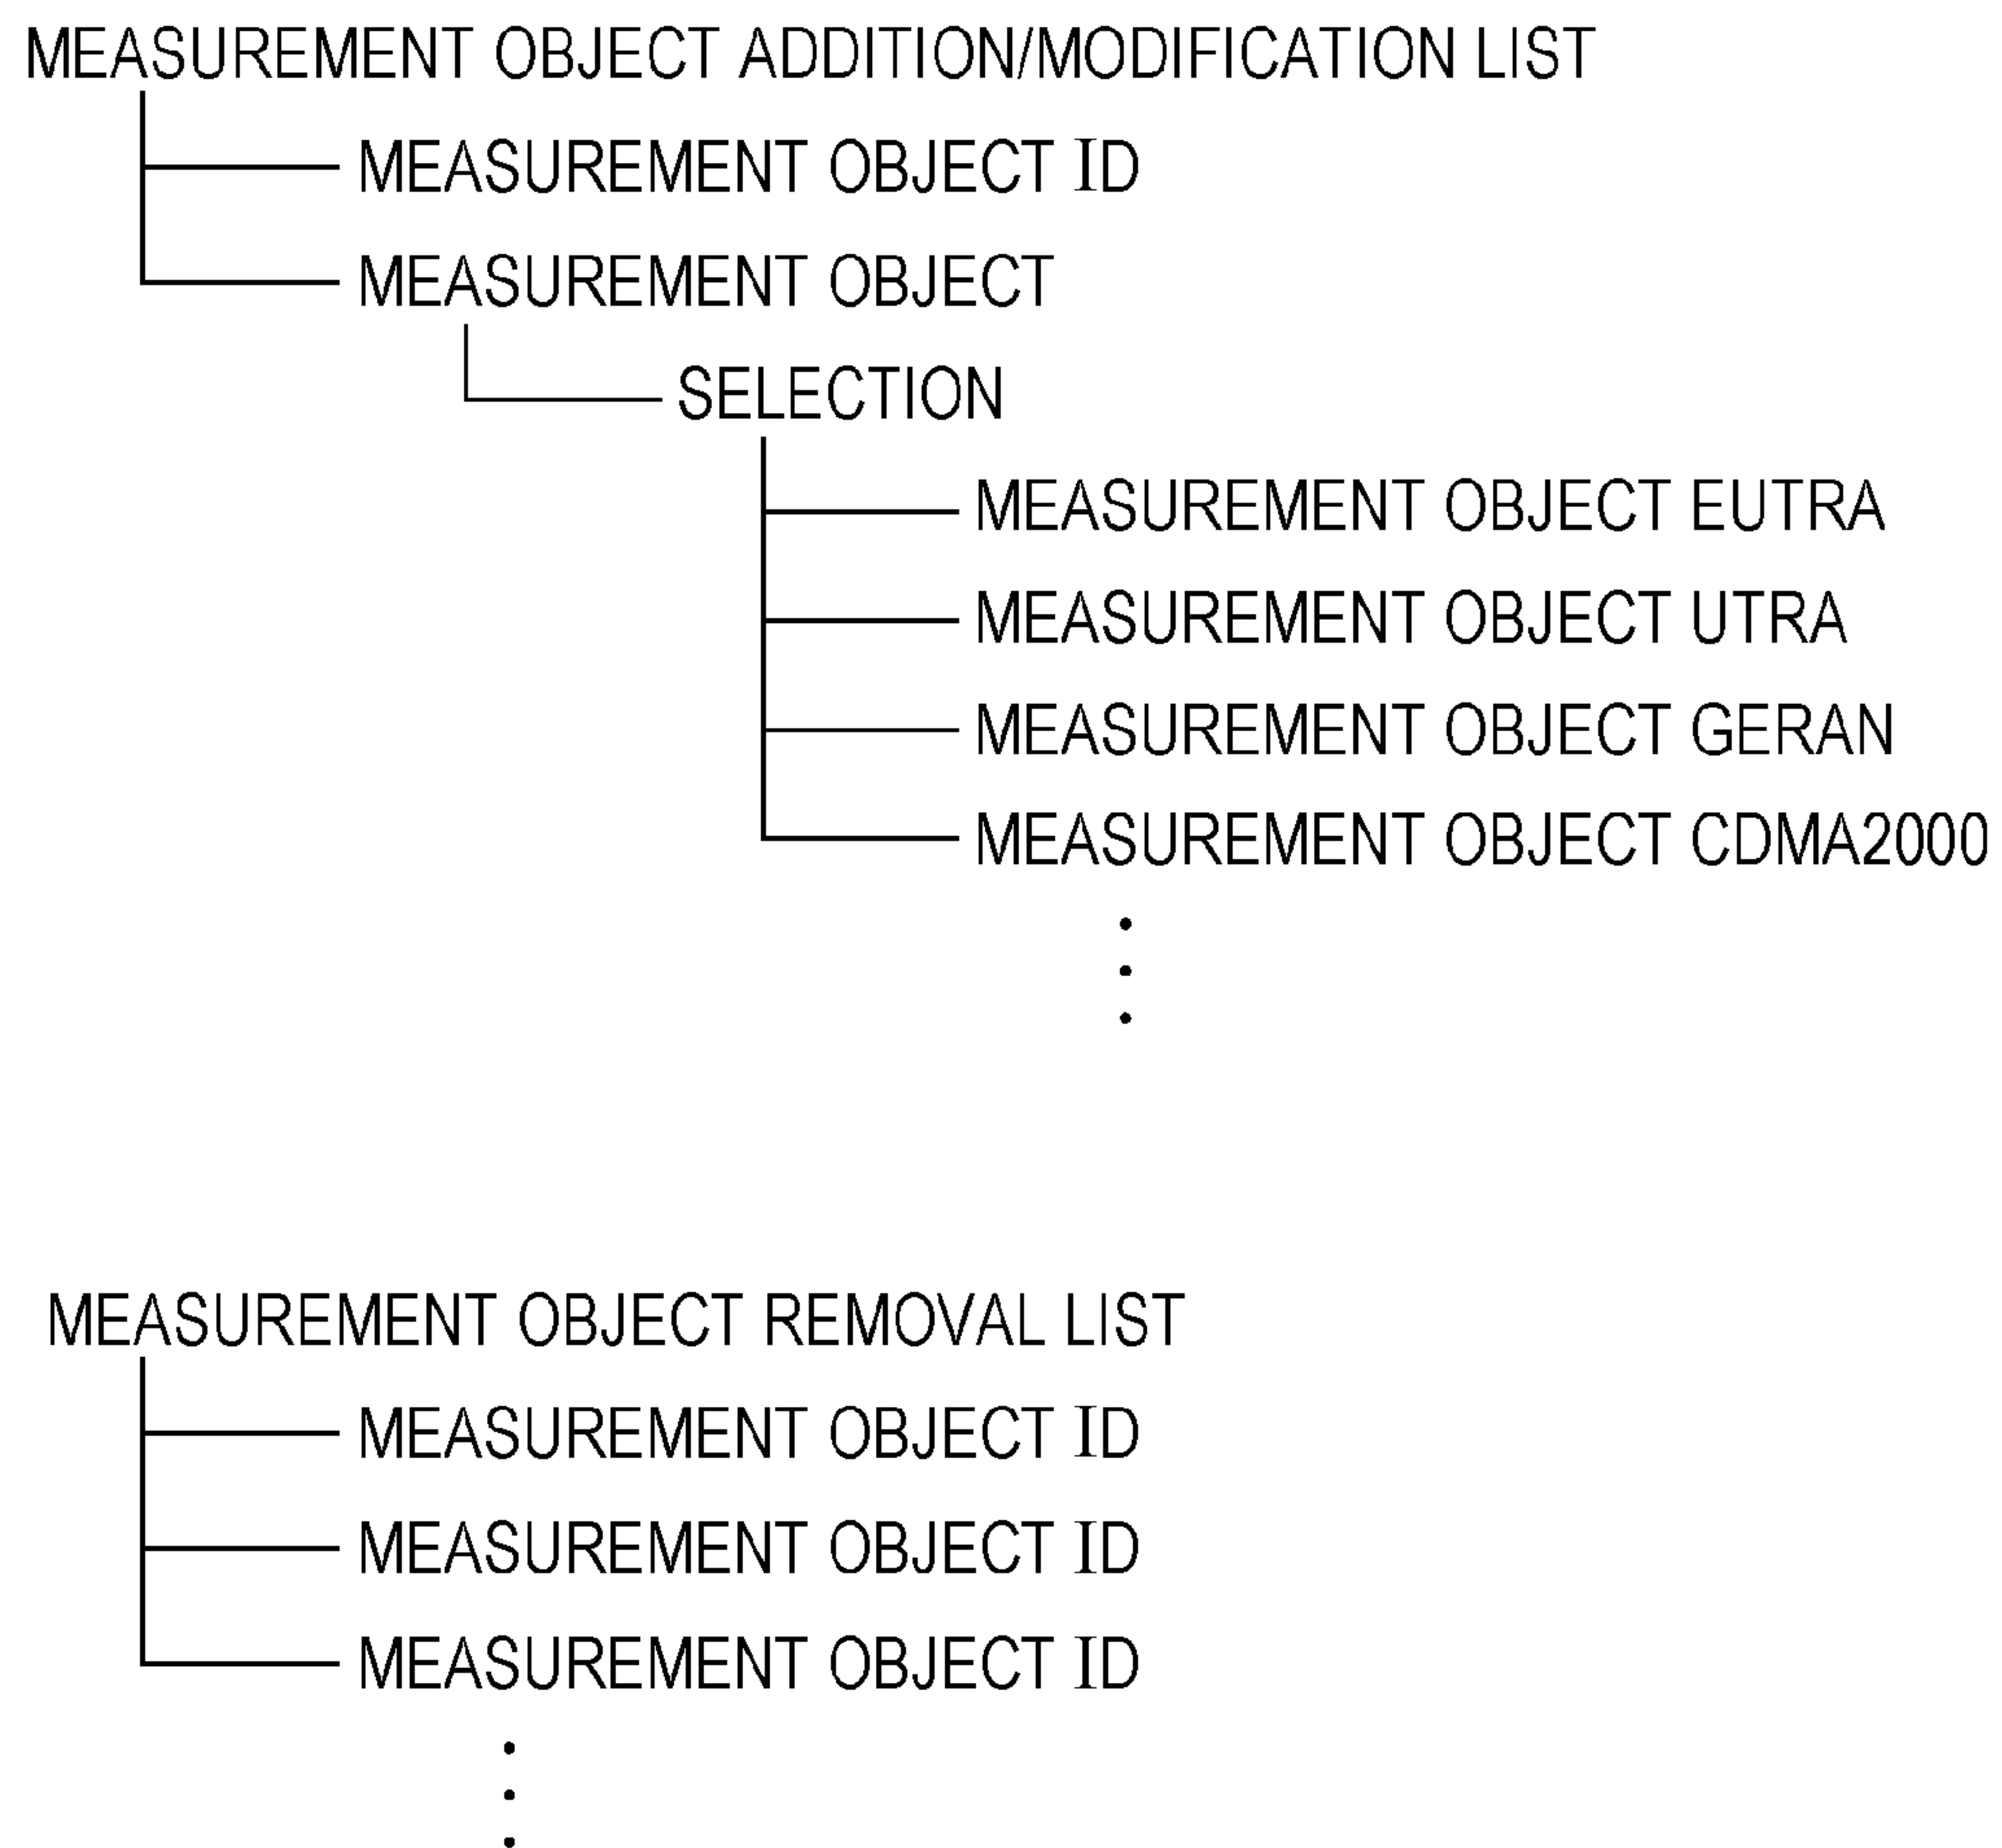 MEASUREMENT OBJECT ADDITION/MODIFICATION LIST
MEASUREMENT OBJECT ID
MEASUREMENT OBJECT
SELECTION
MEASUREMENT OBJECT EUTRA
MEASUREMENT OBJECT UTRA
MEASUREMENT OBJECT GERAN
MEASUREMENT OBJECT CDMA2000
MEASUREMENT OBJECT REMOVAL LIST
MEASUREMENT OBJECT ID
MEASUREMENT OBJECT ID
MEASUREMENT OBJECT ID